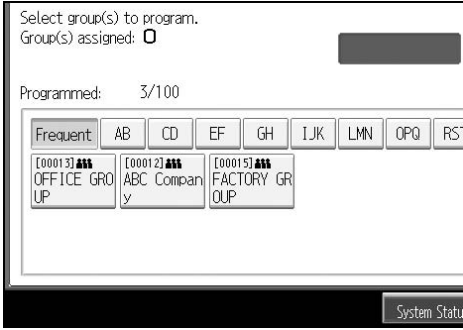 Select group(s) to program.
Group(s) assigned: 0
Programmed: 3/100
Frequent AB CD EF GH IJK LMN OPQ RST
[00013] [00012] [00015]
OFFICE GRO ABC Compan FACTORY GR
UP y OUP
System Statu